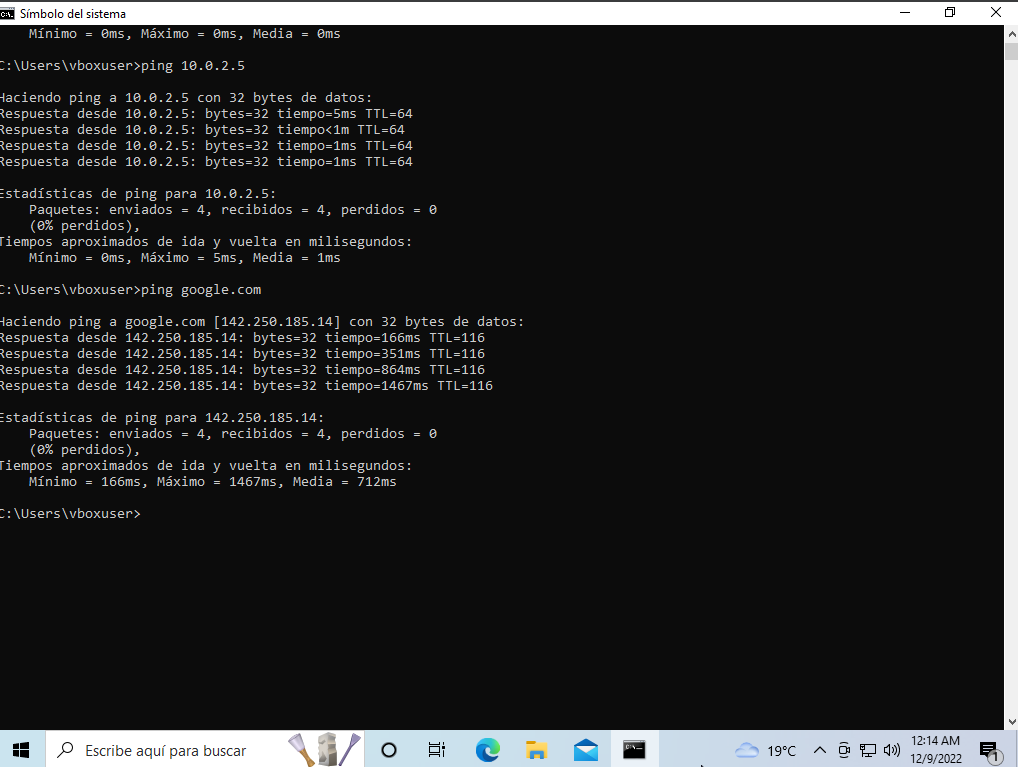 Símbolo del sistema
Mínimo = 0ms, Máximo = 0ms, Media = 0ms
C:\Users\vboxuser>ping 10.0.2.5
Haciendo ping a 10.0.2.5 con 32 bytes de datos:
Respuesta desde 10.0.2.5: bytes=32 tiempo=5ms TTL=64
Respuesta desde 10.0.2.5: bytes=32 tiempo<1m TTL=64
Respuesta desde 10.0.2.5: bytes=32 tiempo=1ms TTL=64
Respuesta desde 10.0.2.5: bytes=32 tiempo=1ms TTL=64
Estadísticas de ping para 10.0.2.5:
Paquetes: enviados = 4, recibidos = 4, perdidos = 0
(0% perdidos),
Tiempos aproximados de ida y vuelta en milisegundos:
Mínimo = 0ms, Máximo = 5ms, Media = 1ms
C:\Users\vboxuser>ping google.com
Haciendo ping a google.com [142.250.185.14] con 32 bytes de datos:
Respuesta desde 142.250.185.14: bytes=32 tiempo=166ms TTL=116
Respuesta desde 142.250.185.14: bytes=32 tiempo=351ms TTL=116
Respuesta desde 142.250.185.14: bytes=32 tiempo=864ms TTL=116
Respuesta desde 142.250.185.14: bytes=32 tiempo=1467ms TTL=116
Estadísticas de ping para 142.250.185.14:
Paquetes: enviados = 4, recibidos = 4, perdidos = 0
(0% perdidos),
Tiempos aproximados de ida y vuelta en milisegundos:
Mínimo = 166ms, Máximo = 1467ms, Media = 712ms
C:\Users\vboxuser>
Escribe aquí para buscar
19°C
12:14 AM
12/9/2022
1